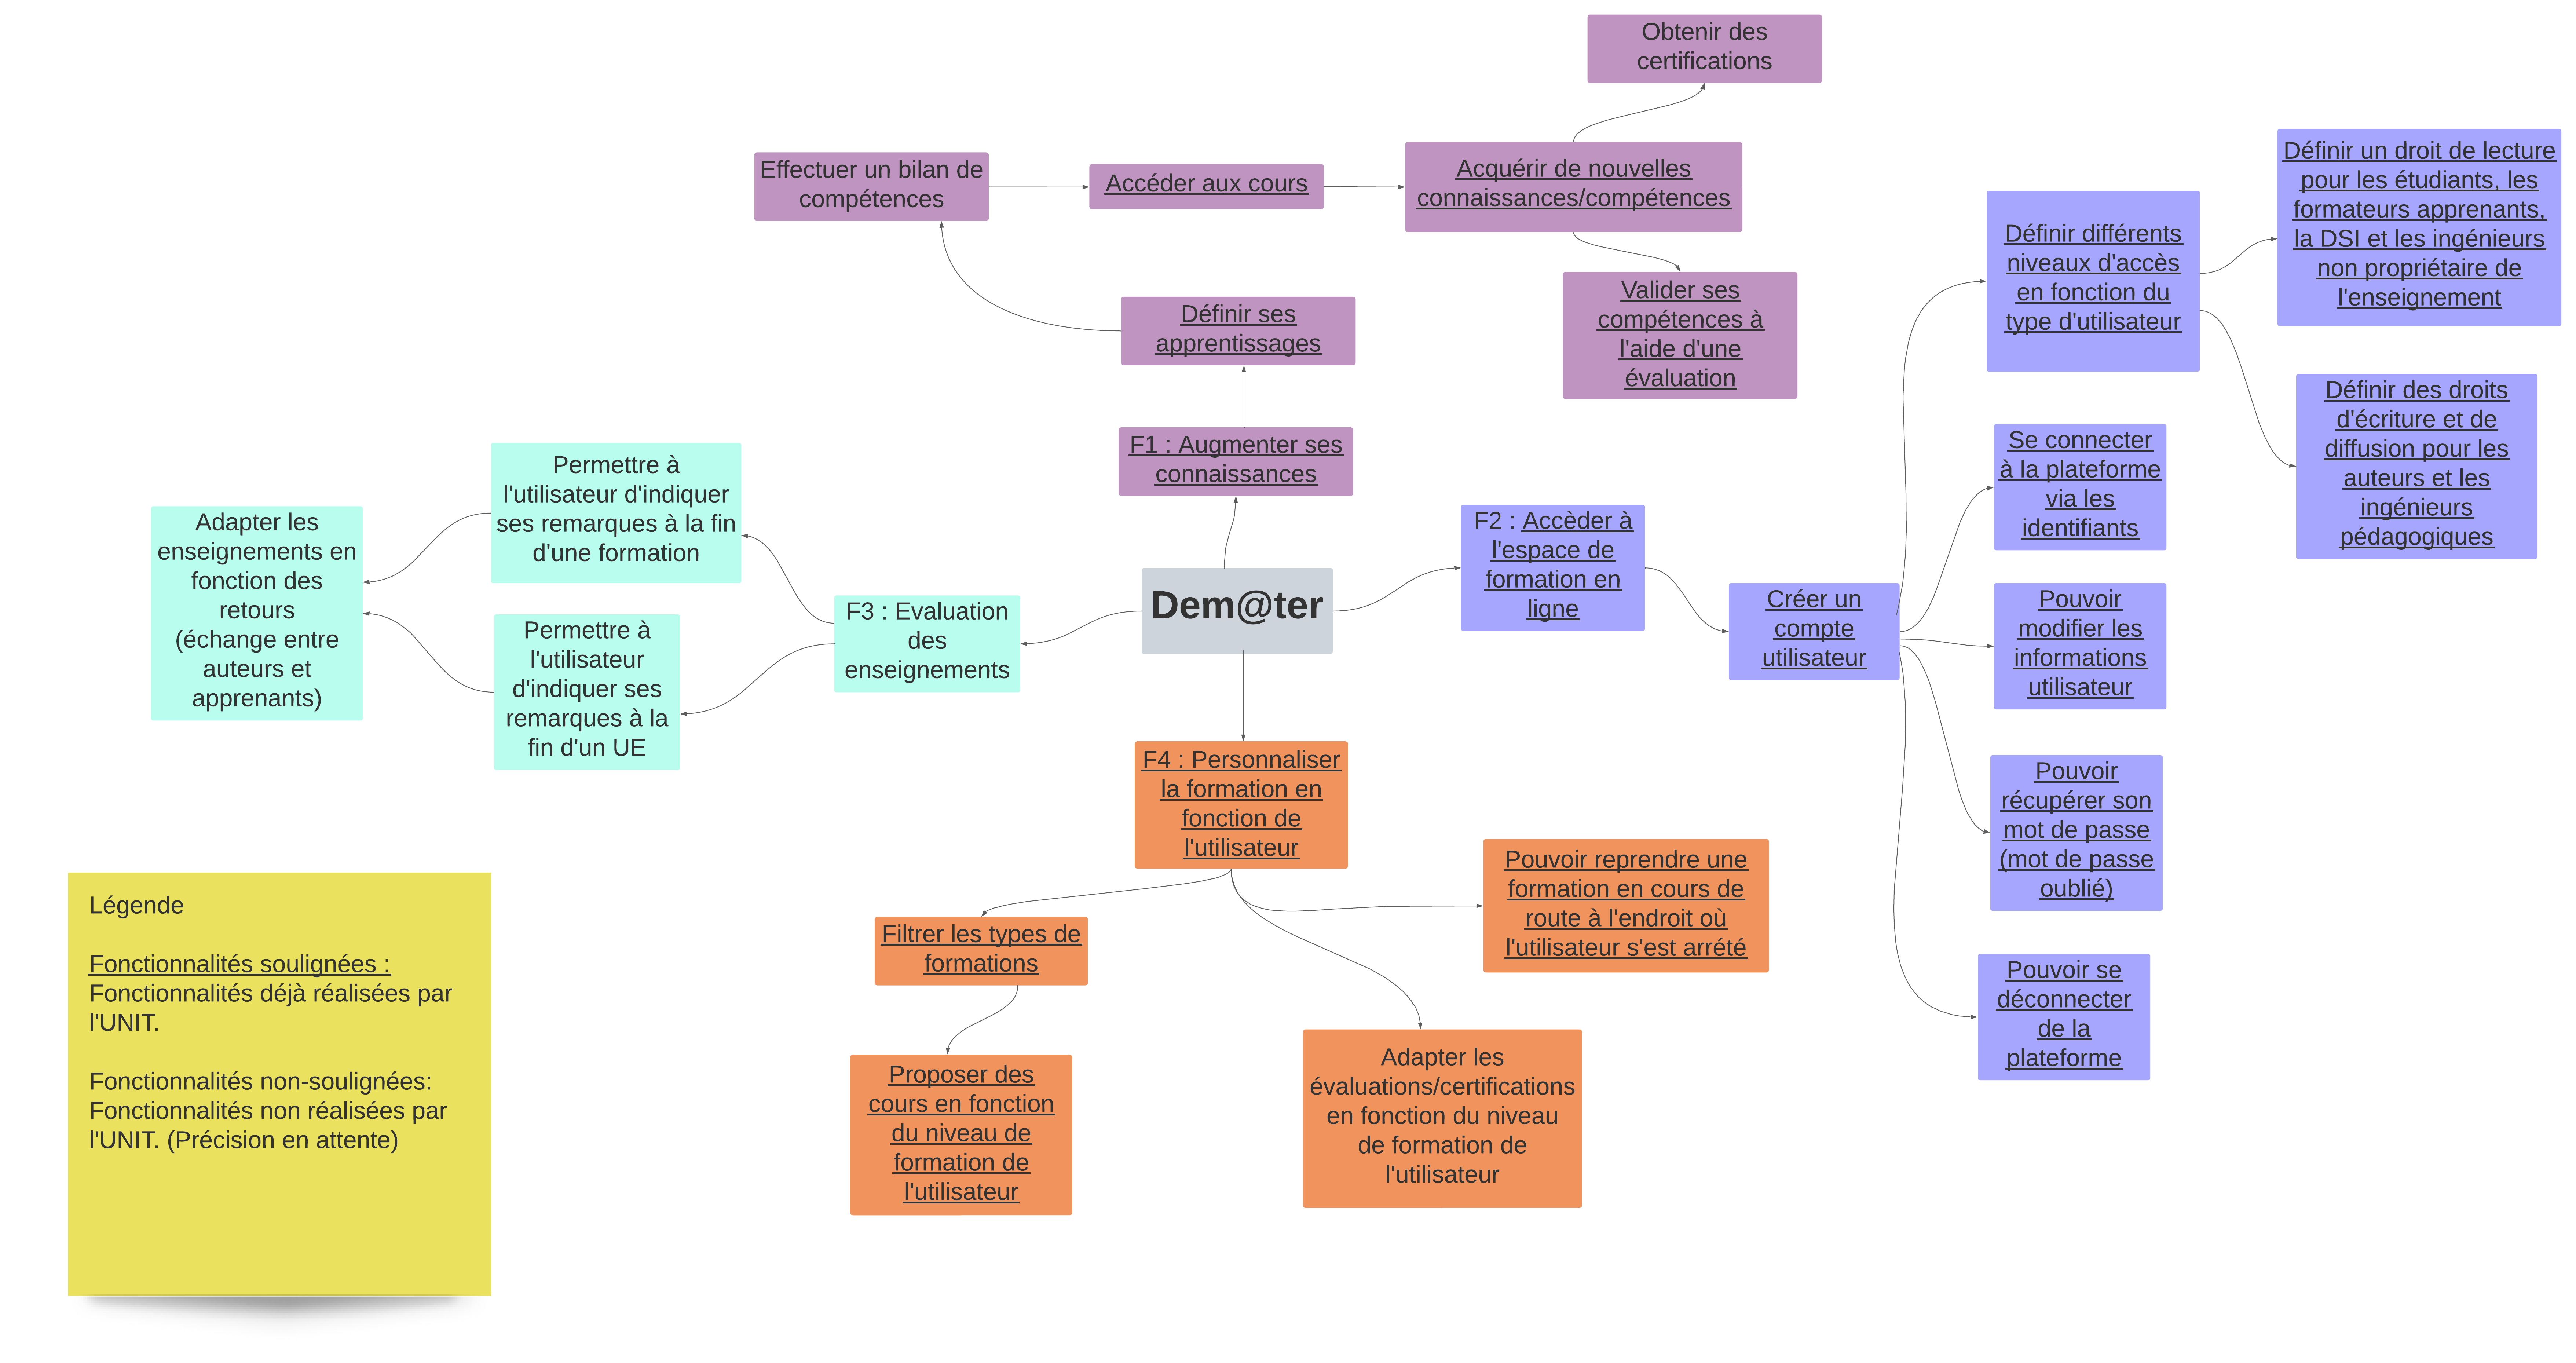 Obtenir des
certifications
Effectuer un bilan de
compétences
Accéder aux cours
Acquérir de nouvelles
connaissances/compétences
Définir ses
apprentissages
Valider ses
compétences à
l'aide d'une
évaluation
F1 : Augmenter ses
connaissances
Définir différents
niveaux d'accès
en fonction du
type d'utilisateur
Définir un droit de lecture
pour les étudiants, les
formateurs apprenants,
la DSI et les ingénieurs
non propriétaire de
l'enseignement
Définir des droits
d'écriture et de
diffusion pour les
auteurs et les
ingénieurs
pédagogiques
Se connecter
à la plateforme
via les
identifiants
Adapter les
enseignements en
fonction des
retours
(échange entre
auteurs et
apprenants)
Permettre à
l'utilisateur d'indiquer
ses remarques à la fin
d'une formation
Permettre à
l'utilisateur
d'indiquer ses
remarques à la
fin d'un UE
F3 : Evaluation
des
enseignements
Dem@ter
F2 : Accèder à
l'espace de
formation en
ligne
Créer un
compte
utilisateur
Pouvoir
modifier les
informations
utilisateur
Pouvoir
récupérer son
mot de passe
(mot de passe
oublié)
Pouvoir se
déconnecter
de la
plateforme
F4 : Personnaliser
la formation en
fonction de
l'utilisateur
Filtrer les types de
formations
Pouvoir reprendre une
formation en cours de
route à l'endroit où
l'utilisateur s'est arrété
Proposer des
cours en fonction
du niveau de
formation de
l'utilisateur
Adapter les
évaluations/certifications
en fonction du niveau
de formation de
l'utilisateur
Légende
Fonctionnalités soulignées :
Fonctionnalités déjà réalisées par
l'UNIT.
Fonctionnalités non-soulignées:
Fonctionnalités non réalisées par
l'UNIT. (Précision en attente)